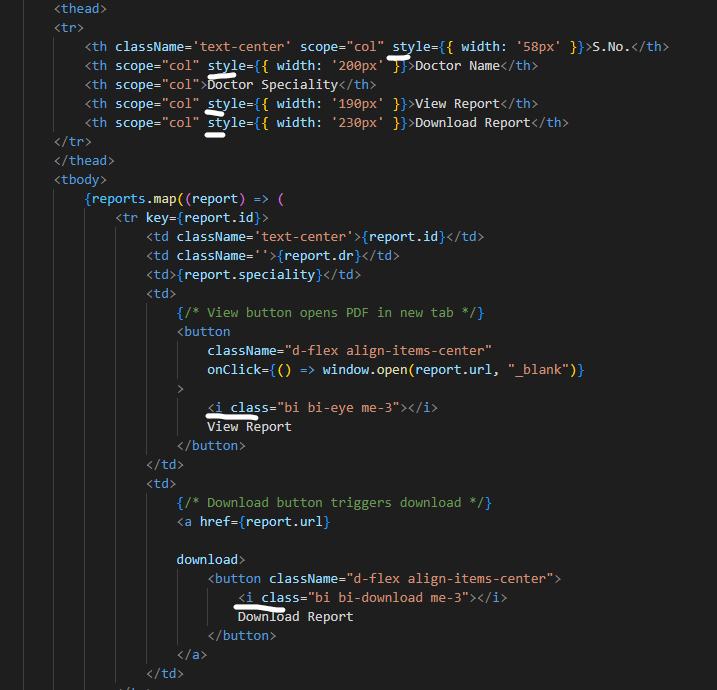 <thead>
<tr>
<th className='text-center' scope="col" style={{ width: '58px' }}>S.No.</th>
<th scope="col" style={{ width: '200px' }}>Doctor Name</th>
<th scope="col">Doctor Speciality</th>
<th scope="col" style={{ width: '190px' }}>View Report</th>
<th scope="col" style={{ width: '230px' }}>Download Report</th>
</tr>
</thead>
<tbody>
{reports.map((report) => (
<tr key={report.id}>
<td className='text-center'>{report.id}</td>
<td className=''>{report.dr}</td>
<td>{report.speciality}</td>
<td>
{/* View button opens PDF in new tab */}
<button
className="d-flex align-items-center"
onClick={() => window.open(report.url, "_blank")}
>
<i class="bi bi-eye me-3"></i>
View Report
</button>
</td>
<td>
{/* Download button triggers download */}
<a href={report.url}
download>
<button className="d-flex align-items-center">
<i class="bi bi-download me-3"></i>
Download Report
</button>
</a>
</td>